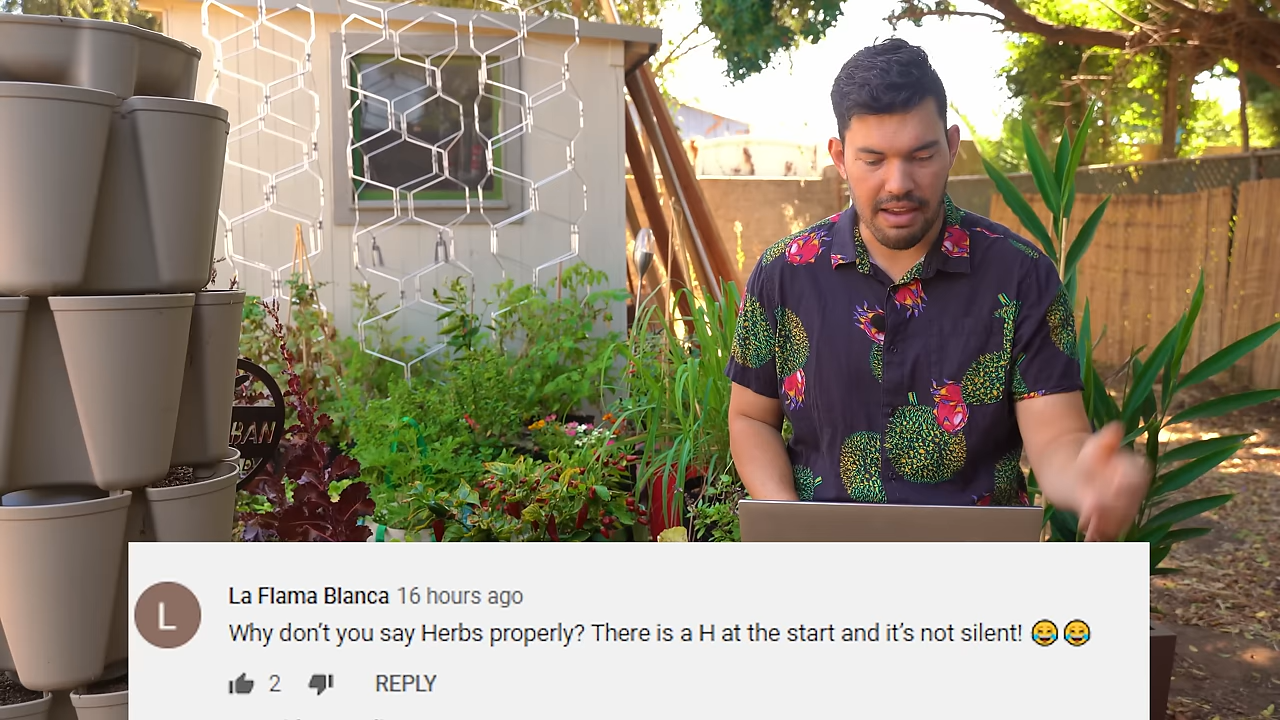 BAN
La Flama Blanca 16 hours ago
L
Why don't you say Herbs properly? There is a H at the start and it's not silent! 😂😂
2 REPLY